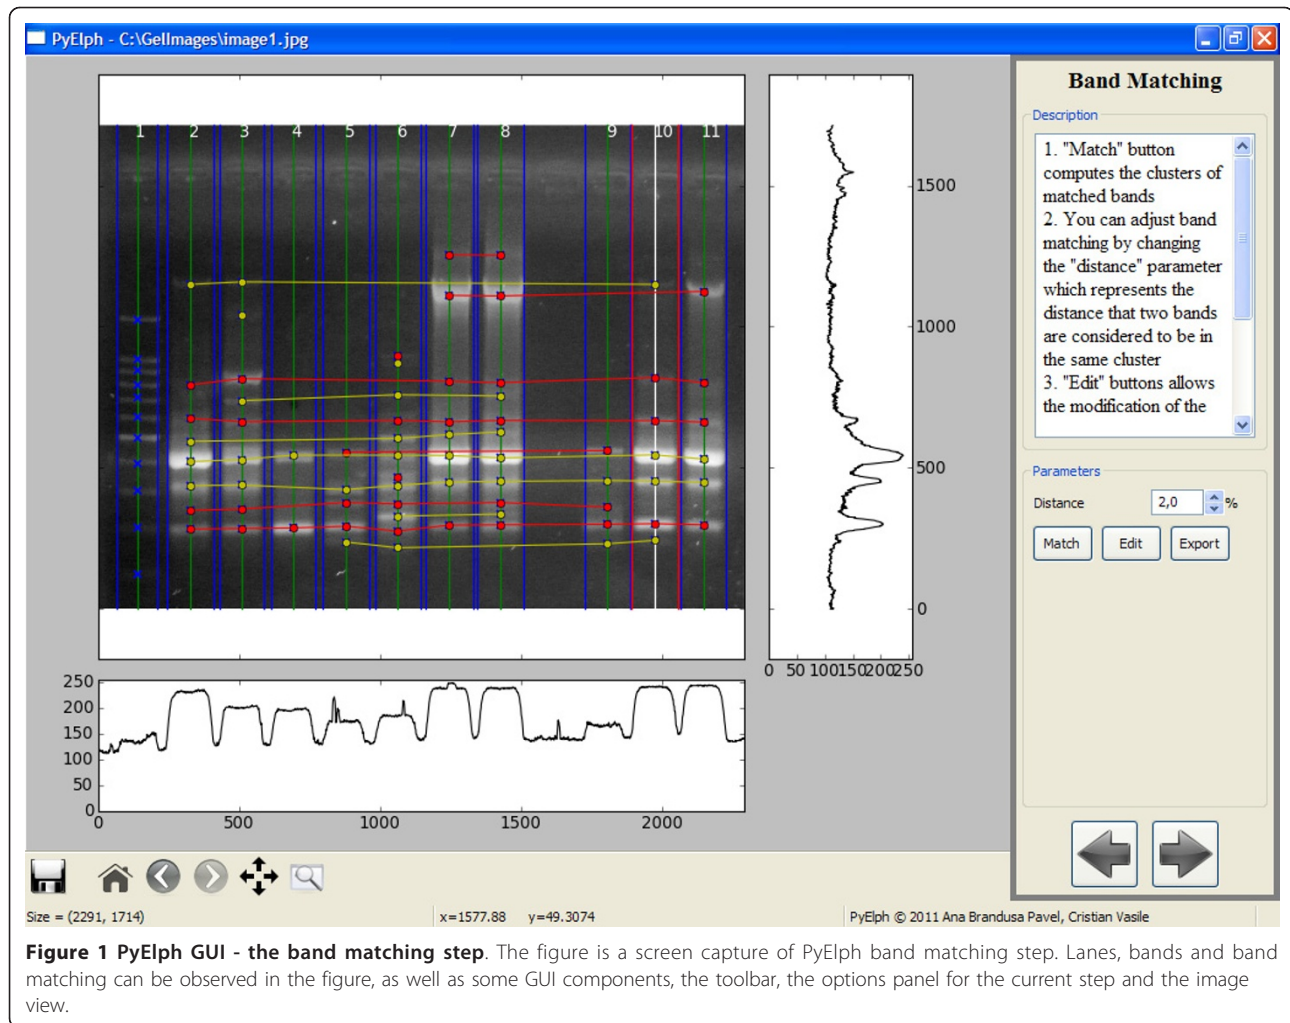 PyElph - C:\GelImages\image1.jpg
1 2 3 4 5 6 7 8 9 10 11
1500
1000
500
0
0 50 100 150 200 250
250
200
150
100
50
0
0 500 1000 1500 2000
Band Matching
Description
1. "Match" button
computes the clusters of
matched bands
2. You can adjust band
matching by changing
the "distance" parameter
which represents the
distance that two bands
are considered to be in
the same cluster
3. "Edit" buttons allows
the modification of the
Parameters
Distance 2,0 %
Match Edit Export
Size = (2291, 1714) x=1577.88 y=49.3074 PyElph © 2011 Ana Brandusa Pavel, Cristian Vasile
Figure 1 PyElph GUI - the band matching step. The figure is a screen capture of PyElph band matching step. Lanes, bands and band
matching can be observed in the figure, as well as some GUI components, the toolbar, the options panel for the current step and the image
view.